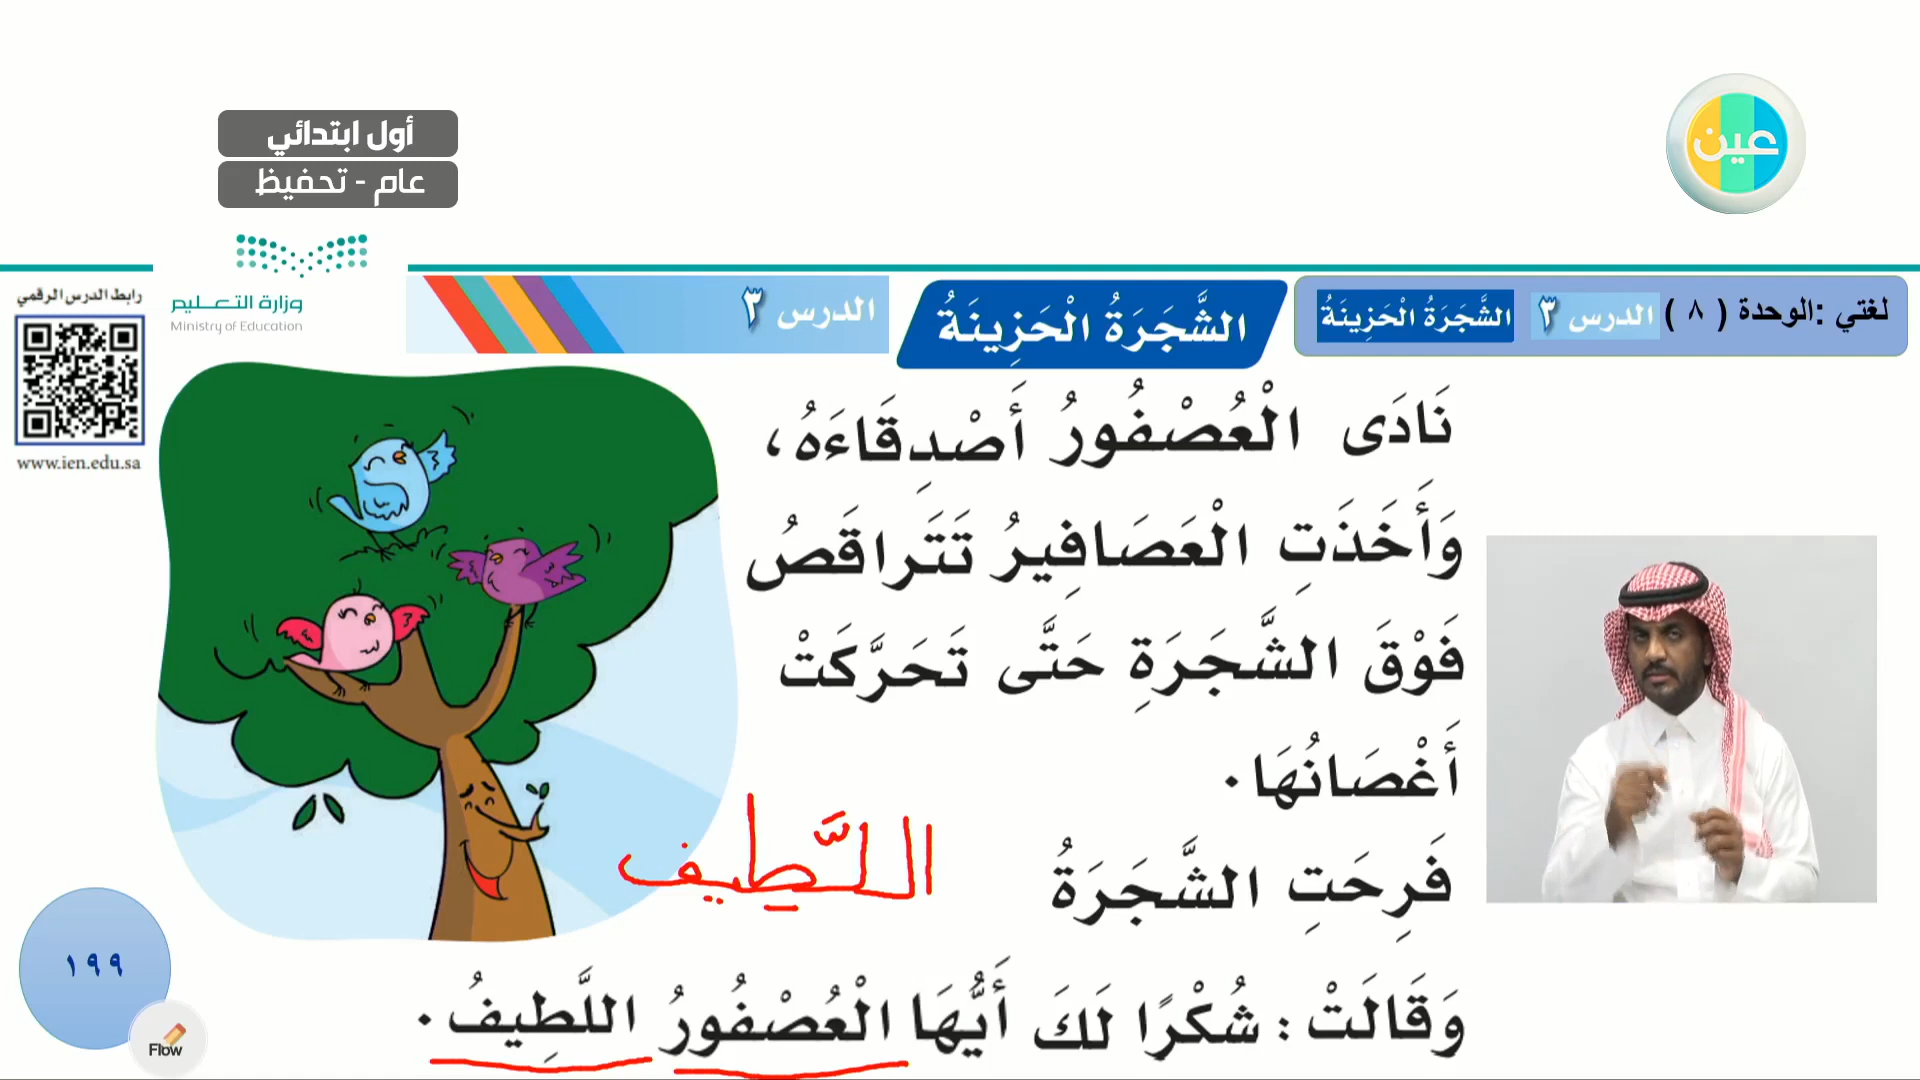 عين
أول ابتدائي
عام - تحفيظ
وزارة التعليم
Ministry of Education
رابط الدرس الرقمي
www.ien.edu.sa
لغتي :الوحدة ( ٨ ) الدرس ٣ الشَّجَرَةُ الْحَزِينَةُ
الشَّجَرَةُ الْحَزِينَةُ
الدرس ٣
نَادَى الْعُصْفُورُ أَصْدِقَاءَهُ ،
وَأَخَذَتِ الْعَصَافِيرُ تَتَراقَصُ
فَوْقَ الشَّجَرَةِ حَتَّى تَحَرَّكَتْ
أَغْصَانُهَا .
اللَّطِيف
فَرِحَتِ الشَّجَرَةُ
وَقَالَتْ : شُكْرًا لَكَ أَيُّهَا الْعُصْفُورُ اللَّطِيفُ .
١٩٩
Flow